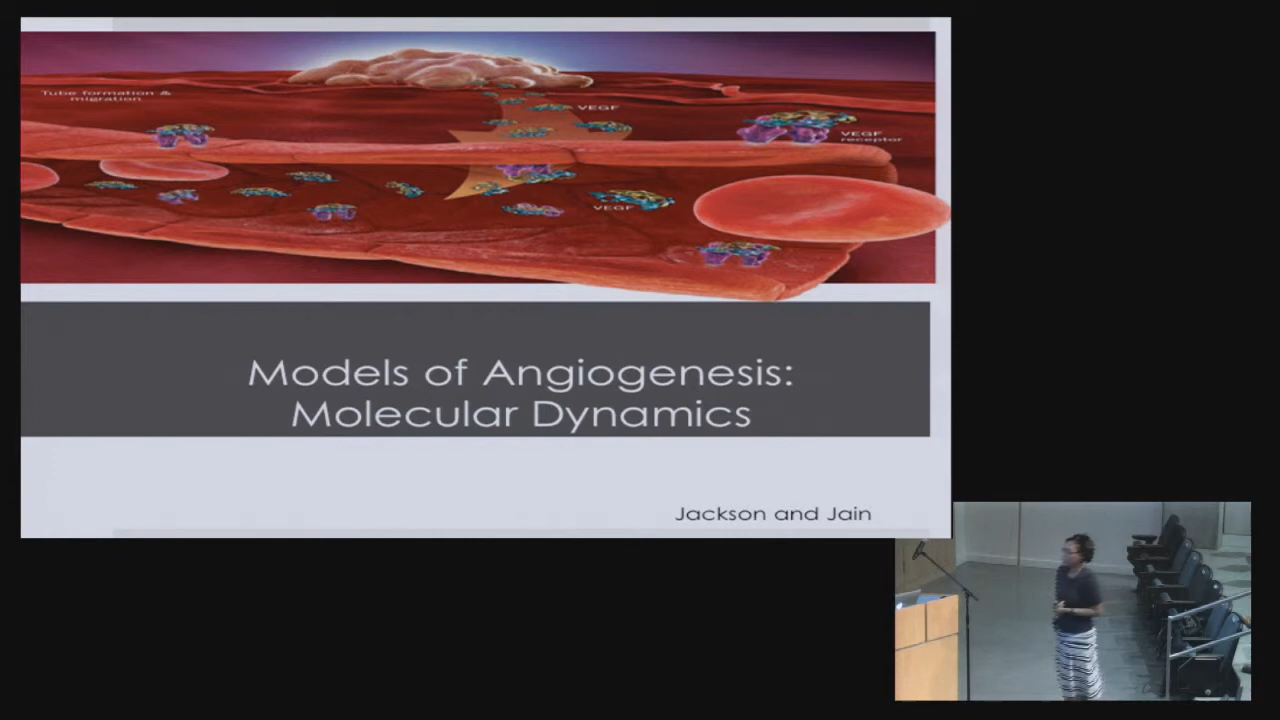 Tube formation &
migration
VEGF
VEGF
receptor
VEGF
Models of Angiogenesis:
Molecular Dynamics
Jackson and Jain